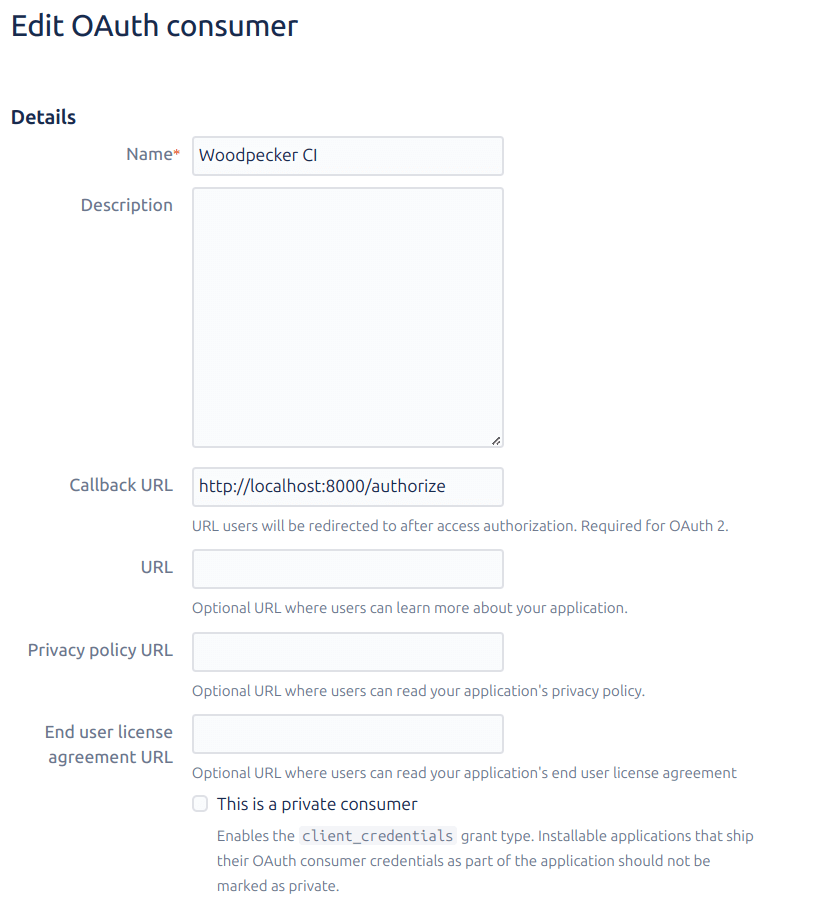 Edit OAuth consumer
Details
Name*
Woodpecker CI
Description
Callback URL
http://localhost:8000/authorize
URL users will be redirected to after access authorization. Required for OAuth 2.
URL
Optional URL where users can learn more about your application.
Privacy policy URL
Optional URL where users can read your application's privacy policy.
End user license
agreement URL
Optional URL where users can read your application's end user license agreement
This is a private consumer
Enables the client_credentials grant type. Installable applications that ship
their OAuth consumer credentials as part of the application should not be
marked as private.